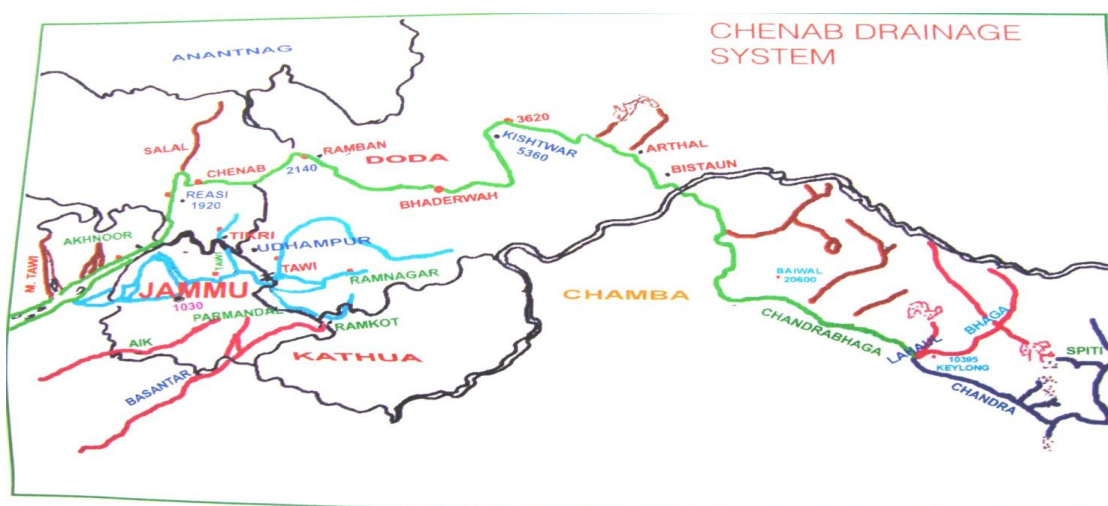 CHENAB DRAINAGE
SYSTEM
ANANTNAG
3620
KISHTWAR
5360
SALAL
RAMBAN
2140
DODA
ARTHAL
CHENAB
BISTAUN
REASI
1920
BHADERWAH
AKHNOOR
TIKRI
UDHAMPUR
TAWI
M. TAWI
TAWI
RAMNAGAR
BAIWAL
20600
JAMMU
1030
CHAMBA
PARMANDAL
RAMKOT
CHANDRABHAGA
BHAGA
LAHAUL
AIK
KATHUA
10395
KEYLONG
SPITI
BASANTAR
CHANDRA